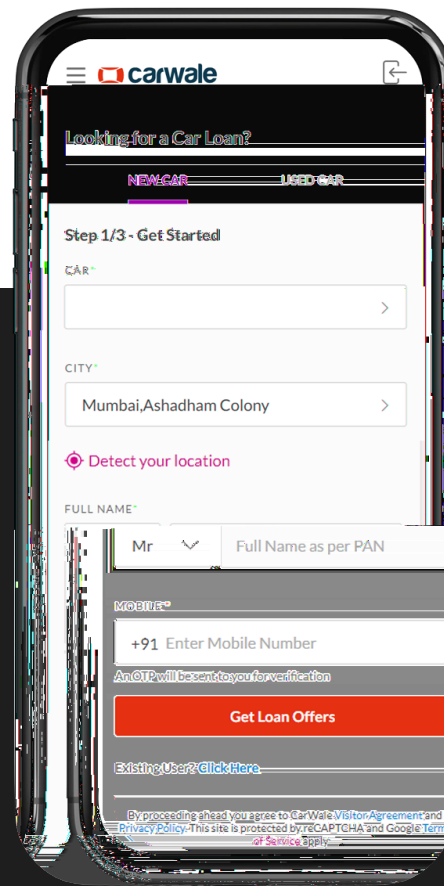 carwale
Looking for a Car Loan?
NEW CAR USED CAR
Step 1/3 - Get Started
CAR*
CITY*
Mumbai,Ashadham Colony
Detect your location
FULL NAME*
Mr Full Name as per PAN
MOBILE*
+91 Enter Mobile Number
An OTP will be sent to you for verification
Get Loan Offers
Existing User? Click Here
By proceeding ahead you agree to CarWale Visitor Agreement and
Privacy Policy. This site is protected by reCAPTCHA and Google Term
of Service apply